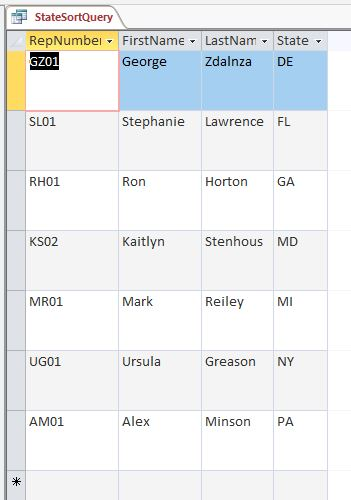 StateSortQuery
RepNumber FirstName LastNam State
GZ01 George Zdalnza DE
SL01 Stephanie Lawrence FL
RH01 Ron Horton GA
KS02 Kaitlyn Stenhous MD
MR01 Mark Reiley MI
UG01 Ursula Greason NY
AM01 Alex Minson PA